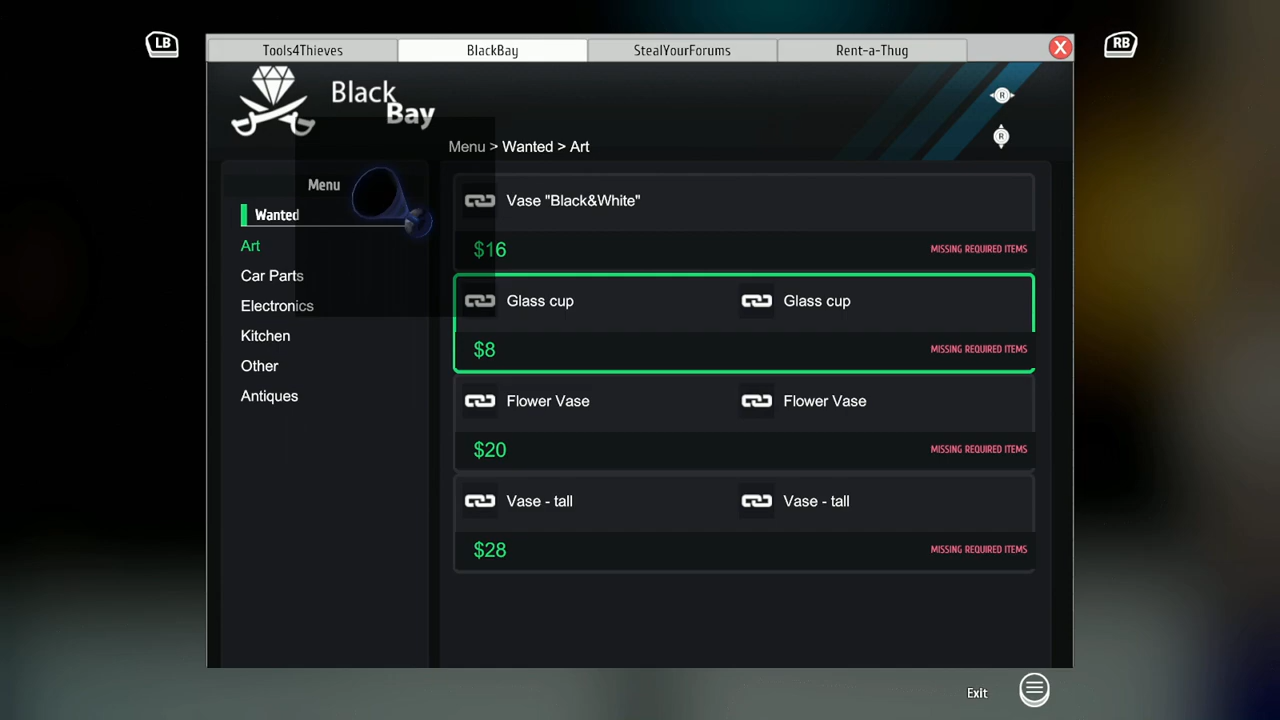 LB
Tools4Thieves BlackBay StealYourForums Rent-a-Thug X
RB
Black
Bay
R
R
Menu > Wanted > Art
Menu
Wanted
Art
Car Parts
Electronics
Kitchen
Other
Antiques
Vase "Black&White"
$16 MISSING REQUIRED ITEMS
Glass cup Glass cup
$8 MISSING REQUIRED ITEMS
Flower Vase Flower Vase
$20 MISSING REQUIRED ITEMS
Vase - tall Vase - tall
$28 MISSING REQUIRED ITEMS
Exit